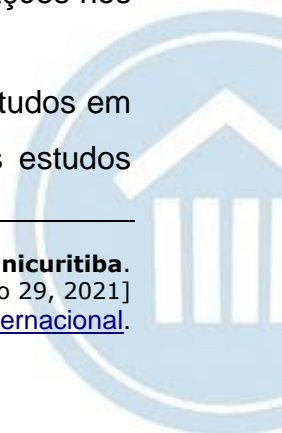 ções nos
tudos em
s estudos
nicuritiba.
o 29, 2021]
ernacional.